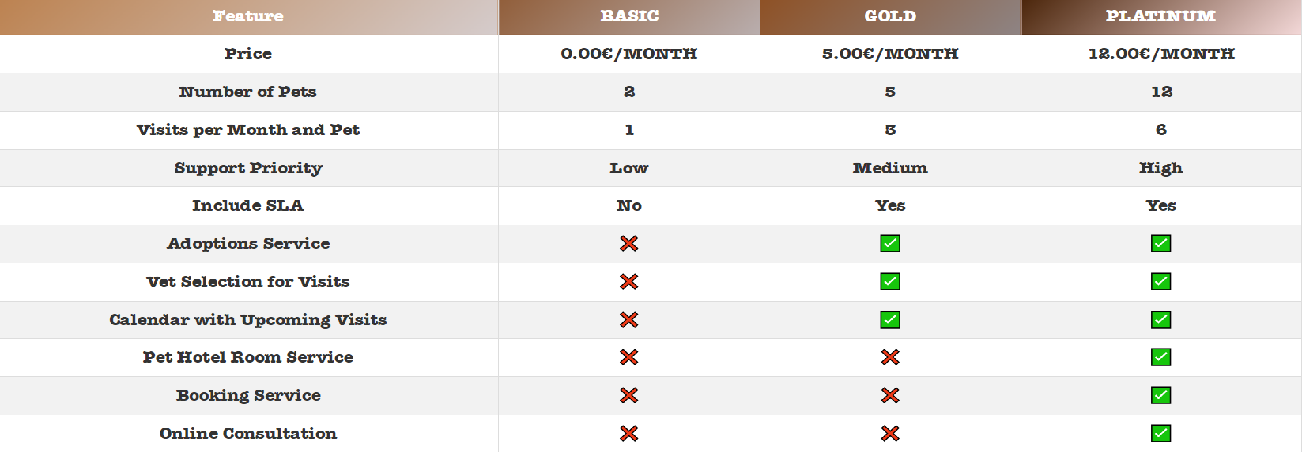 Feature BASIC GOLD PLATINUM
Price 0.00€/MONTH 5.00€/MONTH 12.00€/MONTH
Number of Pets 2 5 12
Visits per Month and Pet 1 3 6
Support Priority Low Medium High
Include SLA No Yes Yes
Adoptions Service ❌ ✅ ✅
Vet Selection for Visits ❌ ✅ ✅
Calendar with Upcoming Visits ❌ ✅ ✅
Pet Hotel Room Service ❌ ❌ ✅
Booking Service ❌ ❌ ✅
Online Consultation ❌ ❌ ✅